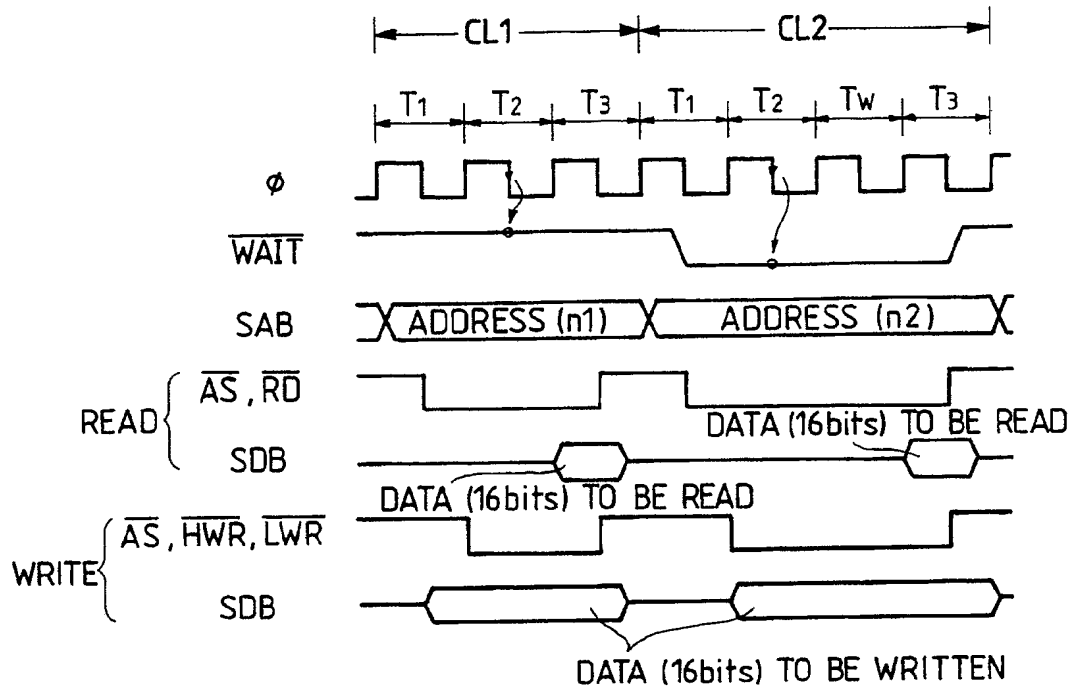 CL1 CL2
T1 T2 T3 T1 T2 TW T3
ϕ
WAIT
SAB ADDRESS (n1) ADDRESS (n2)
READ AS, RD
DATA (16bits) TO BE READ
SDB
DATA (16bits) TO BE READ
WRITE AS, HWR, LWR
SDB
DATA (16bits) TO BE WRITTEN